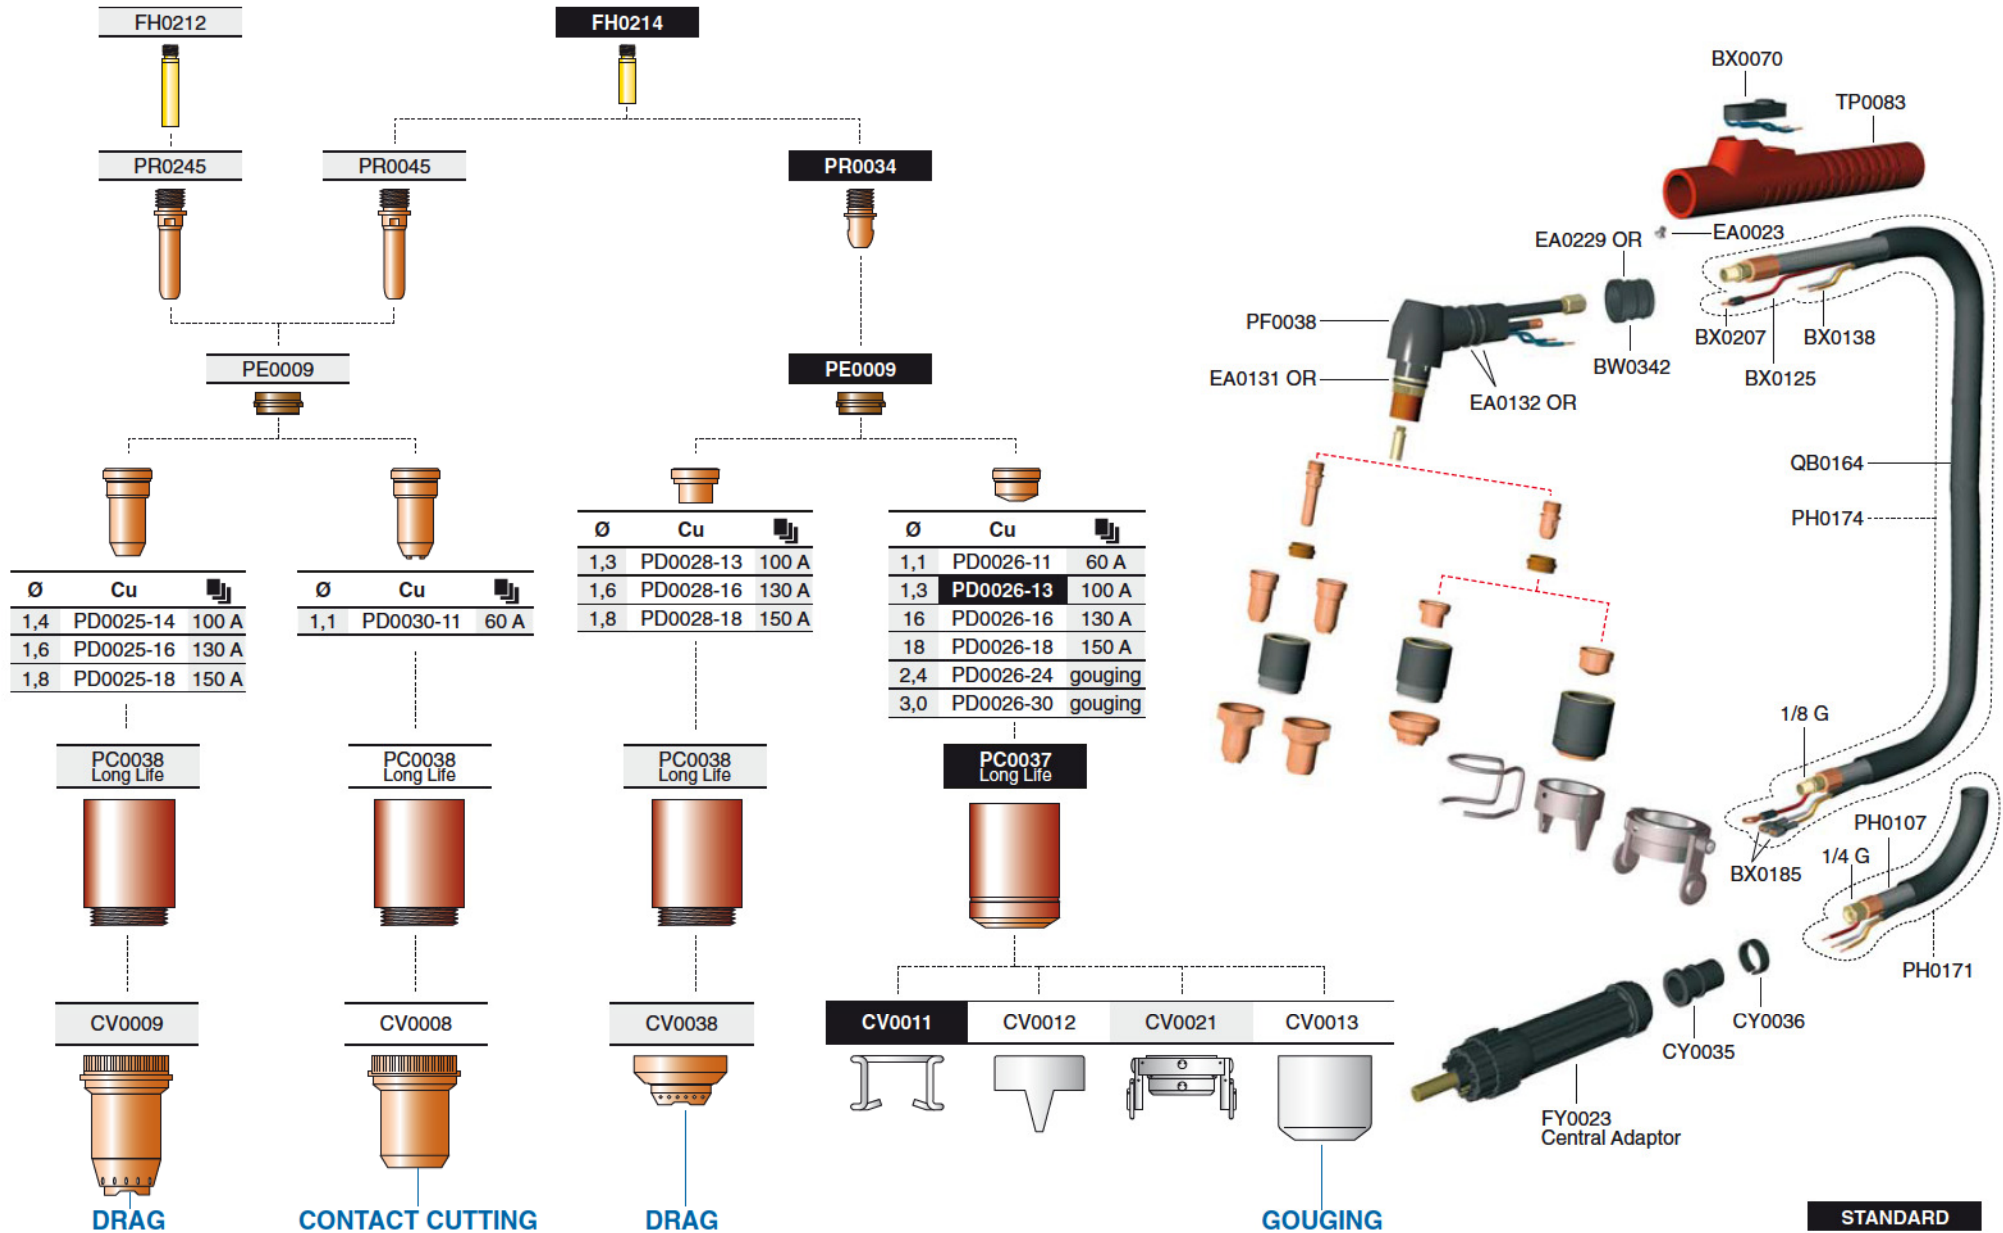 FH0212
FH0214
PR0245
PR0045
PR0034
PE0009
PE0009
Ø Cu
1,4 PD0025-14 100 A
1,6 PD0025-16 130 A
1,8 PD0025-18 150 A
Ø Cu
1,1 PD0030-11 60 A
Ø Cu
1,3 PD0028-13 100 A
1,6 PD0028-16 130 A
1,8 PD0028-18 150 A
Ø Cu
1,1 PD0026-11 60 A
1,3 PD0026-13 100 A
16 PD0026-16 130 A
18 PD0026-18 150 A
2,4 PD0026-24 gouging
3,0 PD0026-30 gouging
PC0038
Long Life
PC0038
Long Life
PC0038
Long Life
PC0037
Long Life
CV0009
CV0008
CV0038
CV0011
CV0012
CV0021
CV0013
DRAG
CONTACT CUTTING
DRAG
GOUGING
BX0070
TP0083
EA0023
EA0229 OR
PF0038
BX0207
BX0138
BW0342
BX0125
EA0131 OR
EA0132 OR
QB0164
PH0174
1/8 G
PH0107
1/4 G
BX0185
PH0171
CY0036
CY0035
FY0023
Central Adaptor
STANDARD